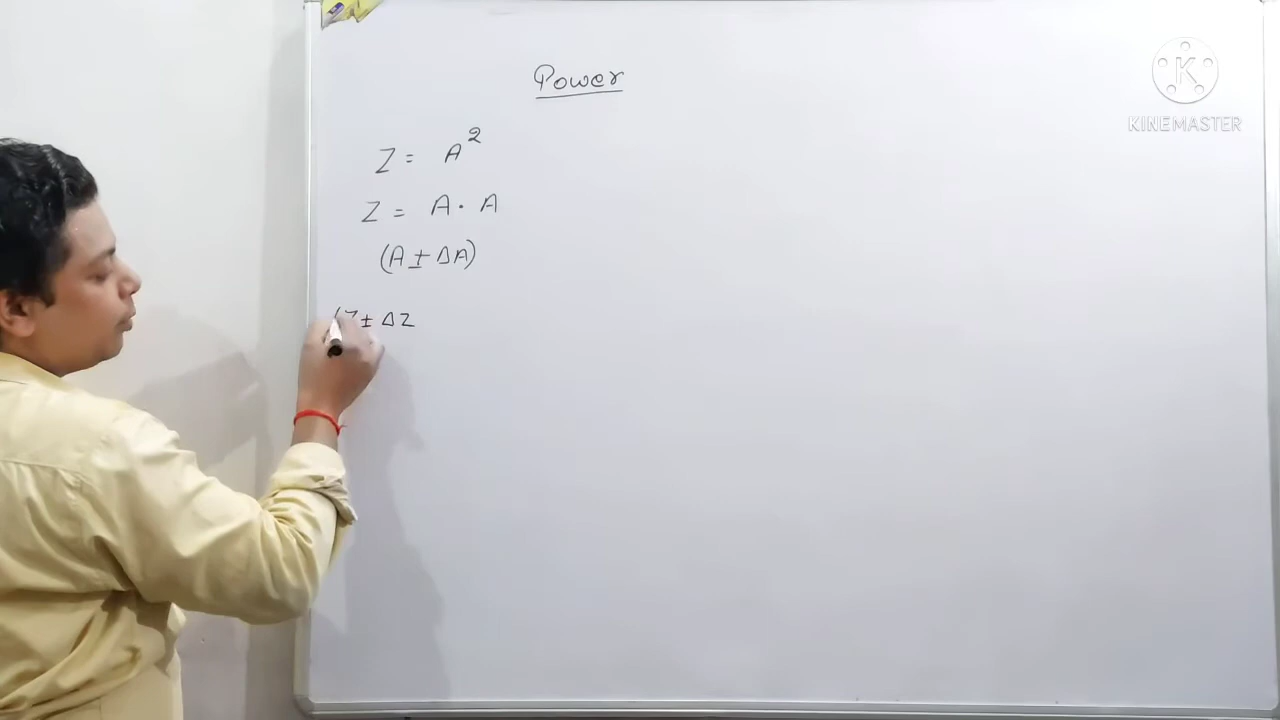 Power
Z = A²
Z = A · A
(A ± ΔA)
(Z ± ΔZ
K
KINEMASTER